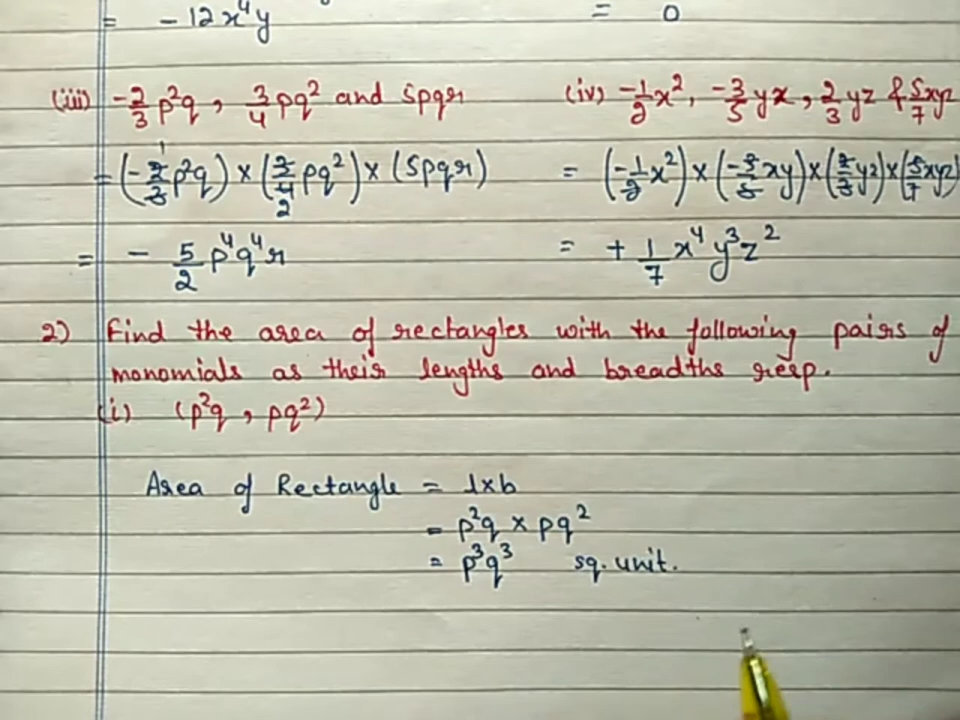 = -12x⁴y = 0
(iii) -2/3 p²q, 3/4 pq² and 5pqr (iv) -1/2 x², -3/5 yx, 2/3 yz & 5/7 xyz
= (-2/3 p²q) × (3/4 pq²) × (5pqr) = (-1/2 x²) × (-3/5 xy) × (2/3 yz) × (5/7 xyz)
= - 5/2 p⁴q⁴r = + 1/7 x⁴y³z²
2) Find the area of rectangles with the following pairs of
monomials as their lengths and breadths resp.
(i) (p²q, pq²)
Area of Rectangle = l×b
= p²q × pq²
= p³q³ sq. unit.